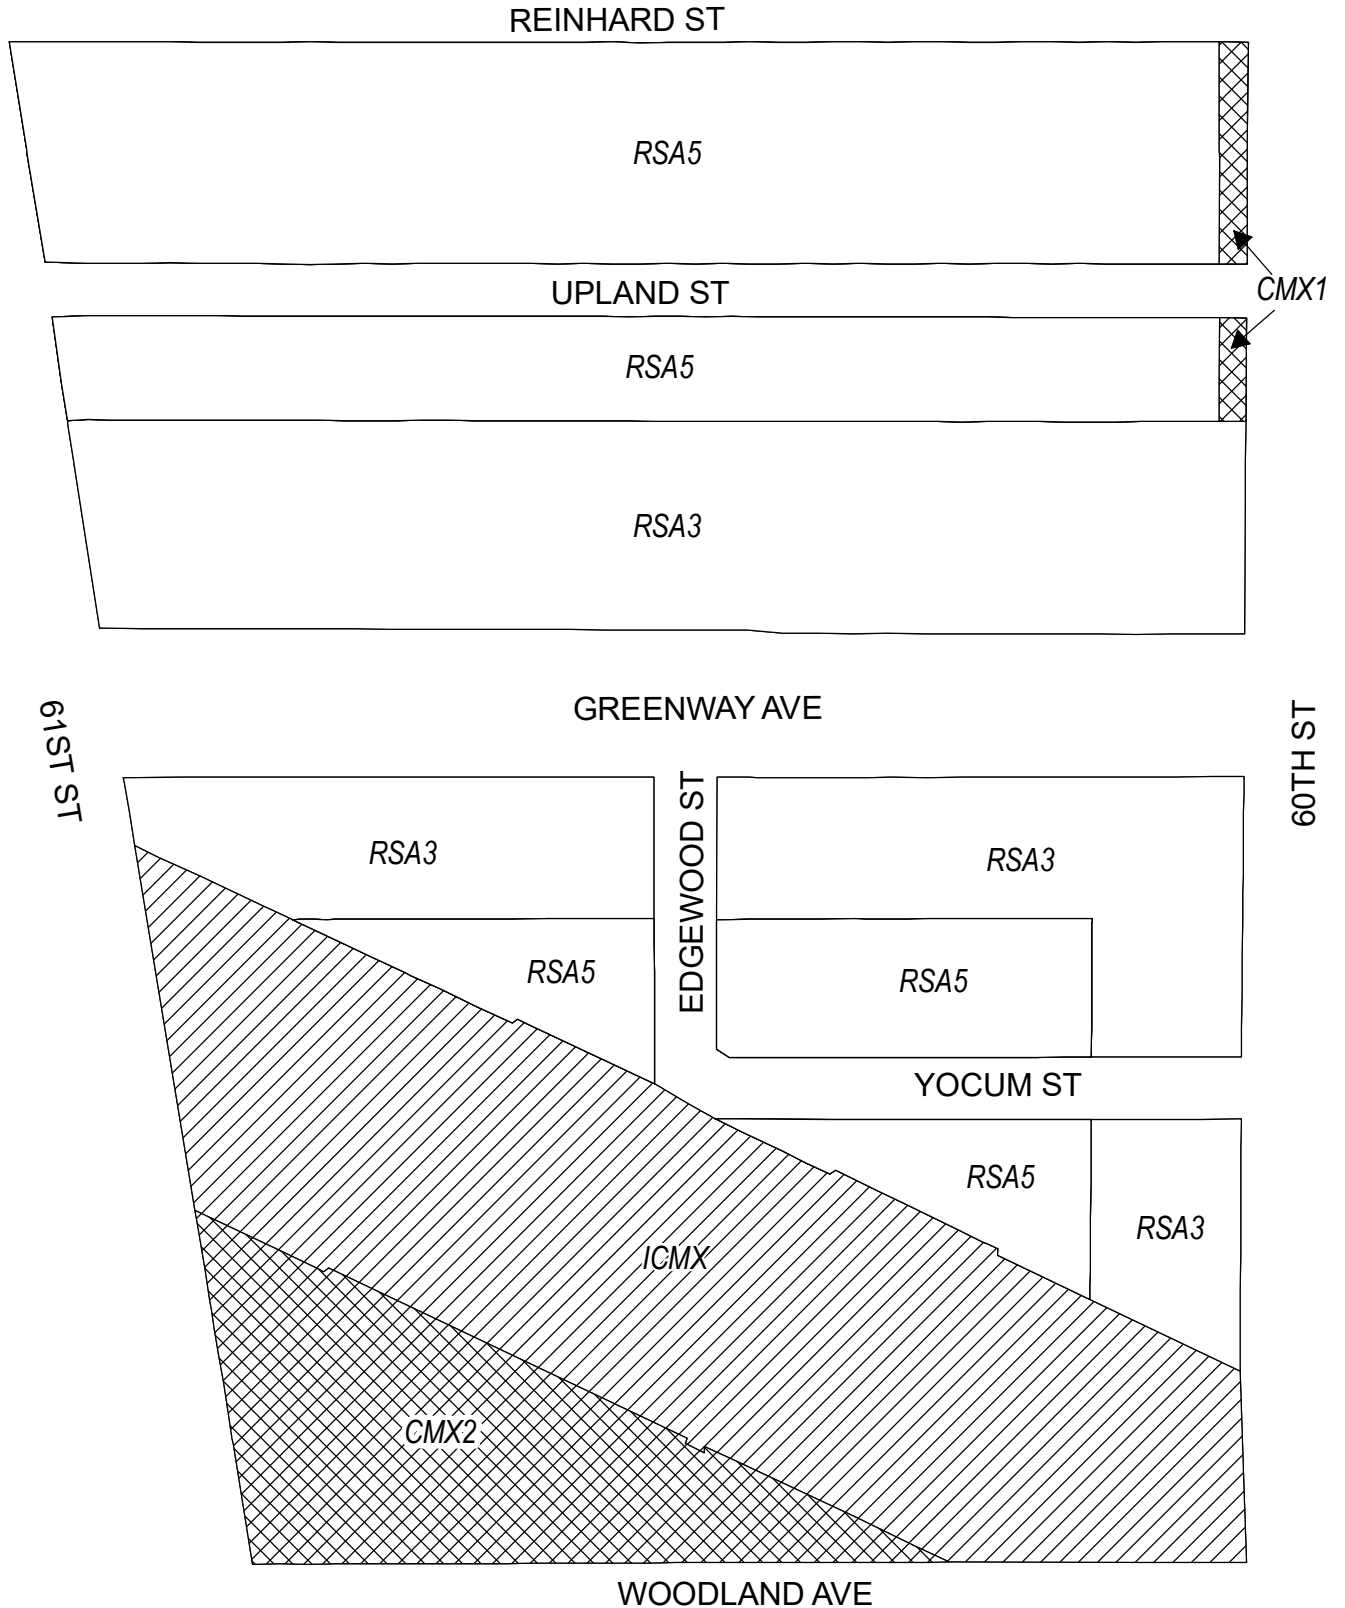 REINHARD ST
RSA5
UPLAND ST
CMX1
RSA5
RSA3
61ST ST
GREENWAY AVE
60TH ST
RSA3
EDGEWOOD ST
RSA3
RSA5
RSA5
YOCUM ST
RSA5
RSA3
ICMX
CMX2
WOODLAND AVE